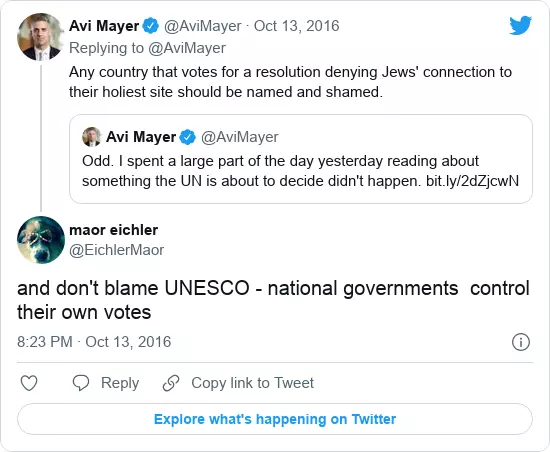 Avi Mayer @AviMayer · Oct 13, 2016
Replying to @AviMayer
Any country that votes for a resolution denying Jews' connection to
their holiest site should be named and shamed.
Avi Mayer @AviMayer
Odd. I spent a large part of the day yesterday reading about
something the UN is about to decide didn't happen. bit.ly/2dZjcwN
maor eichler
@EichlerMaor
and don't blame UNESCO - national governments  control
their own votes
8:23 PM · Oct 13, 2016
Reply
Copy link to Tweet
Explore what's happening on Twitter